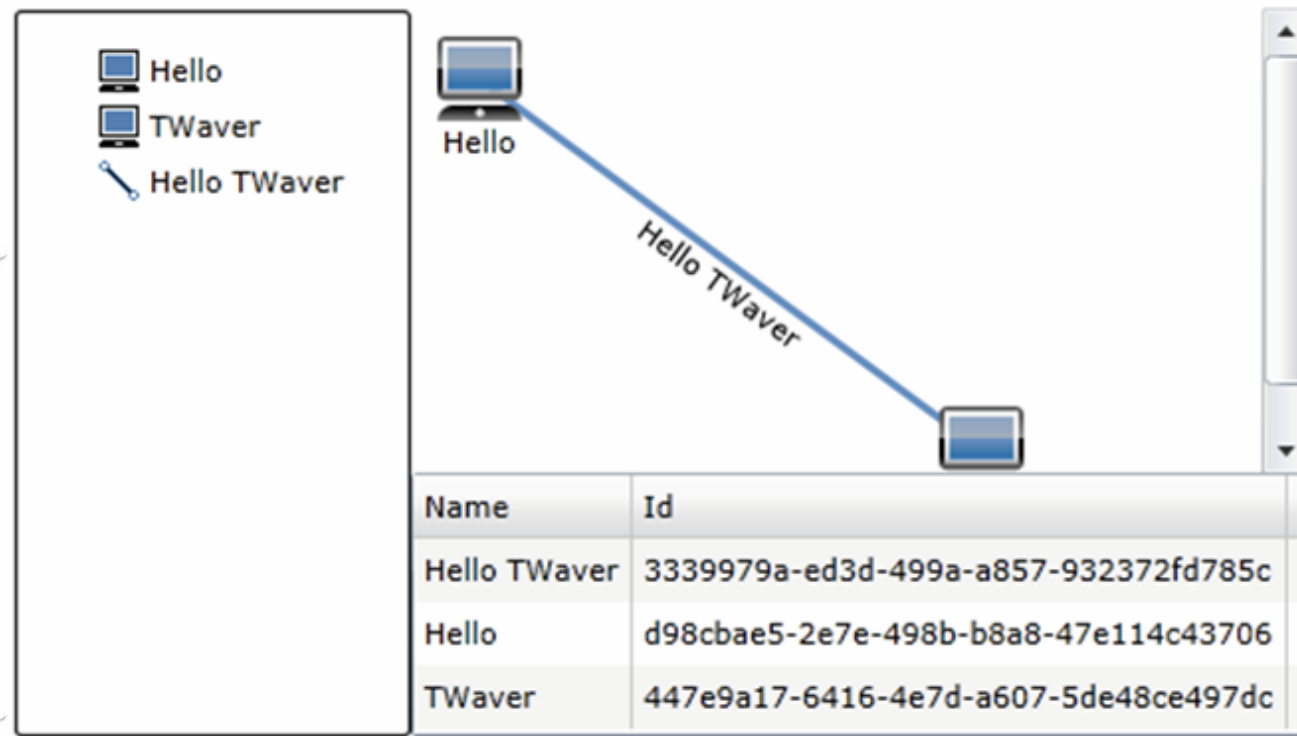 Hello
TWaver
Hello TWaver
Hello
Hello TWaver
Name Id
Hello TWaver 3339979a-ed3d-499a-a857-932372fd785c
Hello d98cbae5-2e7e-498b-b8a8-47e114c43706
TWaver 447e9a17-6416-4e7d-a607-5de48ce497dc